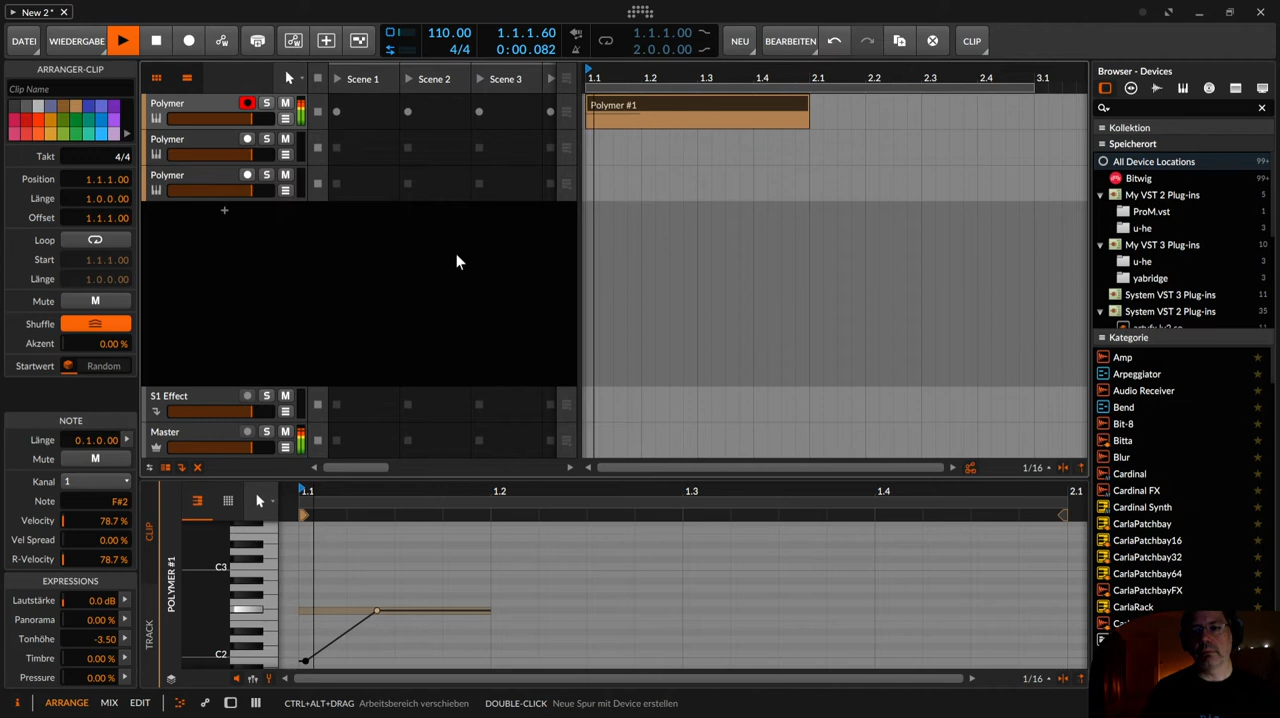 New 2 *
DATEI
WIEDERGABE
110.00
4/4
1.1.1.60
0:00.082
1.1.1.00
2.0.0.00
NEU
BEARBEITEN
CLIP
ARRANGER-CLIP
Clip Name
Takt 4/4
Position 1.1.1.00
Länge 1.0.0.00
Offset 1.1.1.00
Loop
Start 1.1.1.00
Länge 1.0.0.00
Mute M
Shuffle
Akzent 0.00 %
Startwert Random
NOTE
Länge 0.1.0.00
Mute M
Kanal 1
Note F#2
Velocity 78.7 %
Vel Spread 0.00 %
R-Velocity 78.7 %
EXPRESSIONS
Lautstärke 0.0 dB
Panorama 0.00 %
Tonhöhe -3.50
Timbre 0.00 %
Pressure 0.00 %
Scene 1
Scene 2
Scene 3
Polymer S M
Polymer S M
Polymer S M
+
S1 Effect S M
Master S M
1.1 1.2 1.3 1.4 2.1 2.2 2.3 3.1
Polymer #1
1/16
1.1 1.2 1.3 1.4 2.1
CLIP
TRACK
POLYMER #1
C3
C2
1/16
Browser - Devices
Kollektion
Speicherort
All Device Locations 99+
Bitwig 99+
My VST 2 Plug-ins 5
ProM.vst 1
u-he 3
My VST 3 Plug-ins 6
u-he 3
yabridge 3
System VST 3 Plug-ins 11
System VST 2 Plug-ins 35
Kategorie
Amp
Arpeggiator
Audio Receiver
Bend
Bit-8
Bitta
Blur
Cardinal
Cardinal FX
Cardinal Synth
CarlaPatchbay
CarlaPatchbay16
CarlaPatchbay32
CarlaPatchbay64
CarlaPatchbayFX
CarlaRack
i ARRANGE MIX EDIT
CTRL+ALT+DRAG Arbeitsbereich verschieben
DOUBLE-CLICK Neue Spur mit Device erstellen